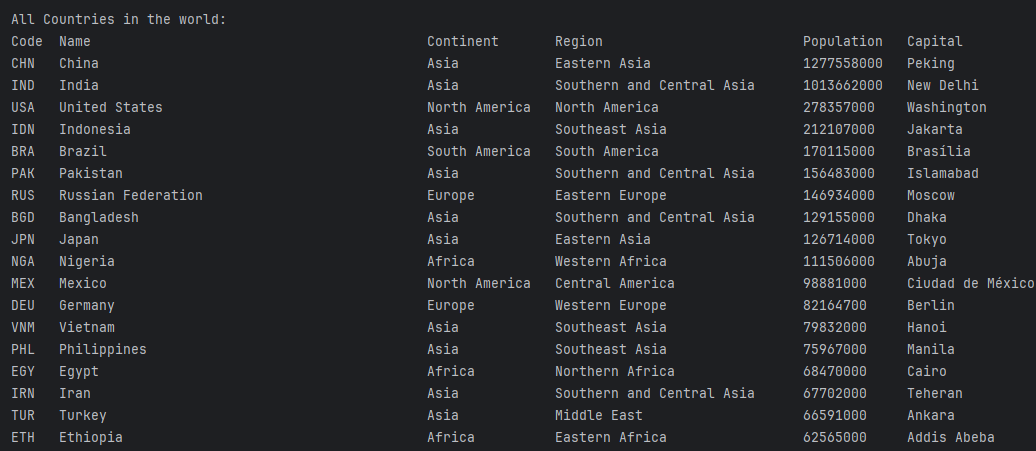 All Countries in the world:
Code Name Continent Region Population Capital
CHN China Asia Eastern Asia 1277558000 Peking
IND India Asia Southern and Central Asia 1013662000 New Delhi
USA United States North America North America 278357000 Washington
IDN Indonesia Asia Southeast Asia 212107000 Jakarta
BRA Brazil South America South America 170115000 Brasília
PAK Pakistan Asia Southern and Central Asia 156483000 Islamabad
RUS Russian Federation Europe Eastern Europe 146934000 Moscow
BGD Bangladesh Asia Southern and Central Asia 129155000 Dhaka
JPN Japan Asia Eastern Asia 126714000 Tokyo
NGA Nigeria Africa Western Africa 111506000 Abuja
MEX Mexico North America Central America 98881000 Ciudad de México
DEU Germany Europe Western Europe 82164700 Berlin
VNM Vietnam Asia Southeast Asia 79832000 Hanoi
PHL Philippines Asia Southeast Asia 75967000 Manila
EGY Egypt Africa Northern Africa 68470000 Cairo
IRN Iran Asia Southern and Central Asia 67702000 Teheran
TUR Turkey Asia Middle East 66591000 Ankara
ETH Ethiopia Africa Eastern Africa 62565000 Addis Abeba